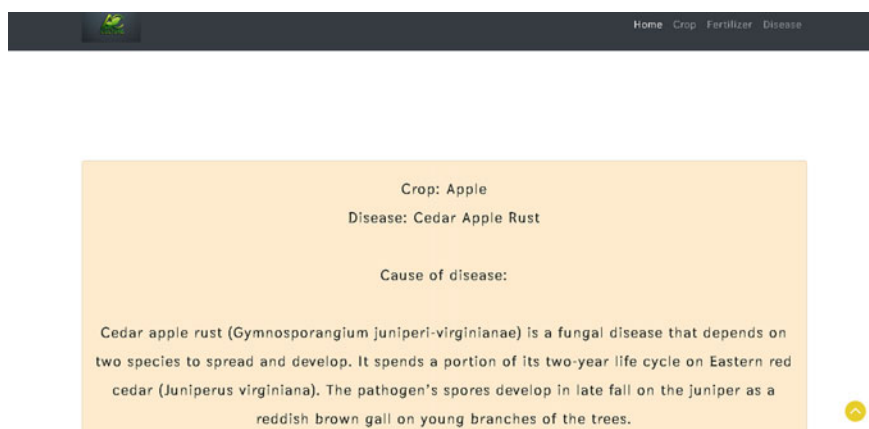 Home Crop Fertilizer Disease
Crop: Apple
Disease: Cedar Apple Rust
Cause of disease:
Cedar apple rust (Gymnosporangium juniperi-virginianae) is a fungal disease that depends on
two species to spread and develop. It spends a portion of its two-year life cycle on Eastern red
cedar (Juniperus virginiana). The pathogen's spores develop in late fall on the juniper as a
reddish brown gall on young branches of the trees.